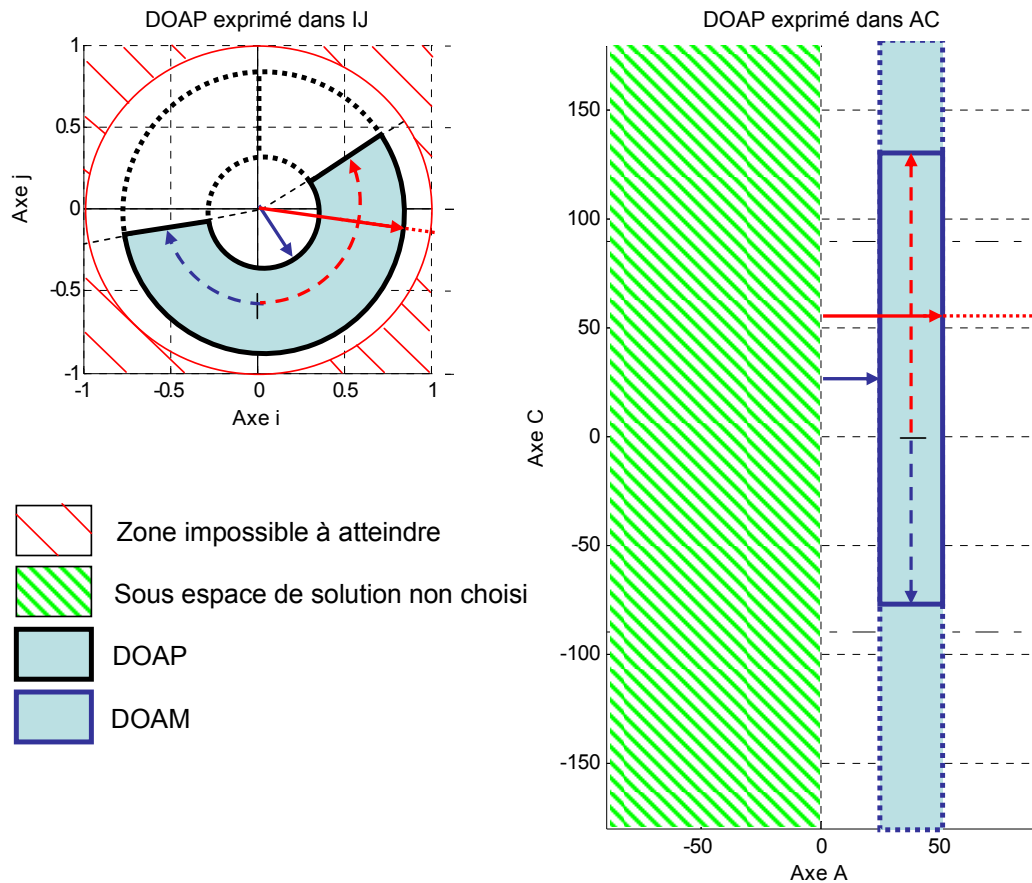 DOAP exprimé dans IJ
1
0.5
0
-0.5
-1
Axe j
-1
-0.5
0
0.5
1
Axe i
DOAP exprimé dans AC
150
100
50
0
-50
-100
-150
Axe C
-50
0
50
Axe A
Zone impossible à atteindre
Sous espace de solution non choisi
DOAP
DOAM